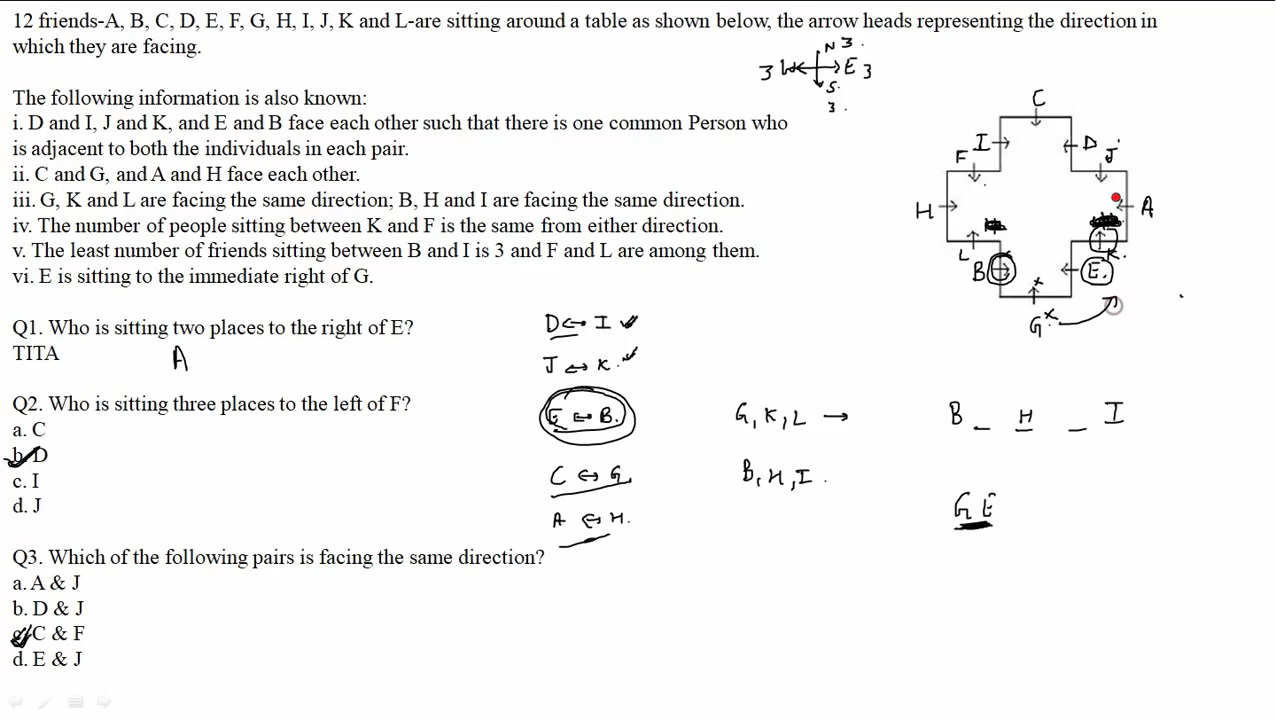 12 friends-A, B, C, D, E, F, G, H, I, J, K and L-are sitting around a table as shown below, the arrow heads representing the direction in
which they are facing.
N 3.
3 W E 3
S.
3.
The following information is also known:
i. D and I, J and K, and E and B face each other such that there is one common Person who
is adjacent to both the individuals in each pair.
ii. C and G, and A and H face each other.
iii. G, K and L are facing the same direction; B, H and I are facing the same direction.
iv. The number of people sitting between K and F is the same from either direction.
v. The least number of friends sitting between B and I is 3 and F and L are among them.
vi. E is sitting to the immediate right of G.
C
I D
F J
H A
L K.
B E.
G
Q1. Who is sitting two places to the right of E?
TITA A
Q2. Who is sitting three places to the left of F?
a. C
b. D
c. I
d. J
Q3. Which of the following pairs is facing the same direction?
a. A & J
b. D & J
c. C & F
d. E & J
D ↔ I ✓
J ↔ K. ✓
E ↔ B.
C ↔ G
A ↔ H.
G, K, L →
B, H, I.
B _ H _ I
G E